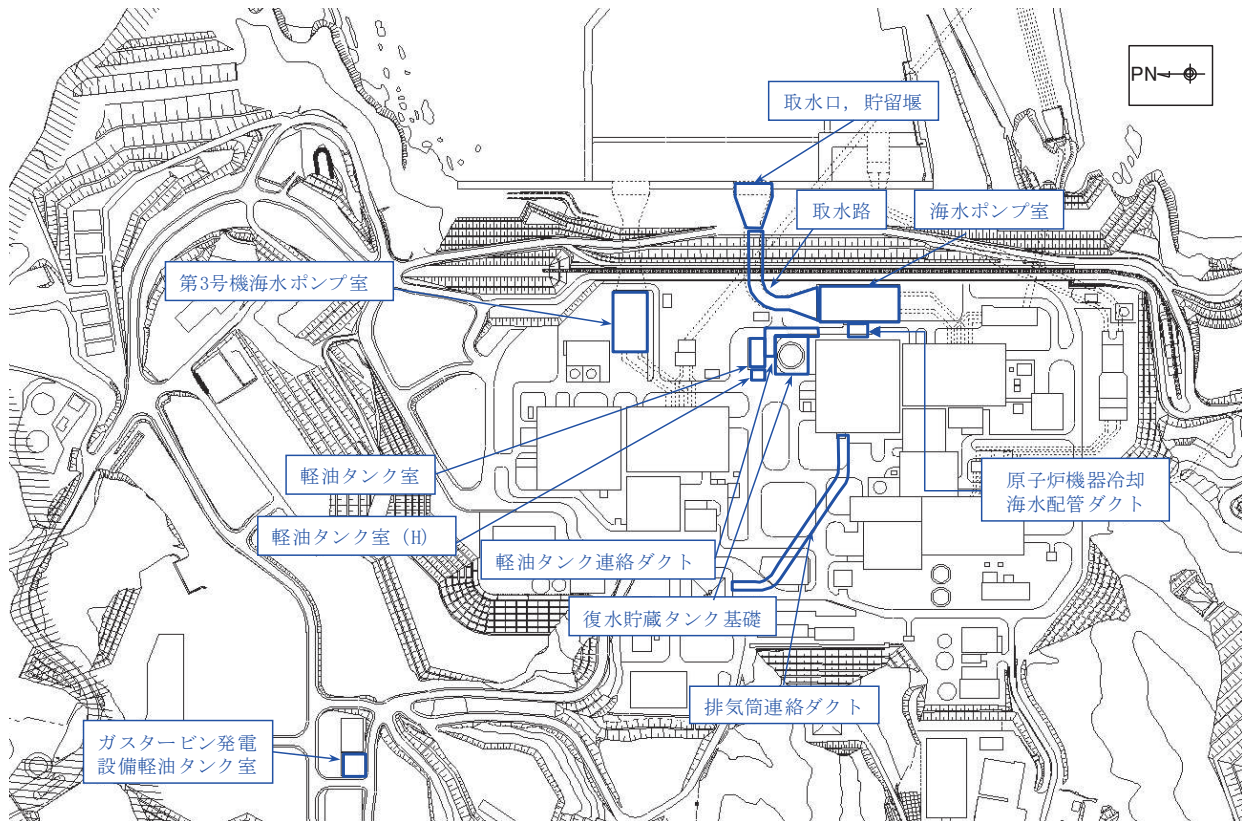 PN
取水口，貯留堰
取水路
海水ポンプ室
第3号機海水ポンプ室
軽油タンク室
原子炉機器冷却
海水配管ダクト
軽油タンク室 (H)
軽油タンク連絡ダクト
復水貯蔵タンク基礎
排気筒連絡ダクト
ガスタービン発電
設備軽油タンク室